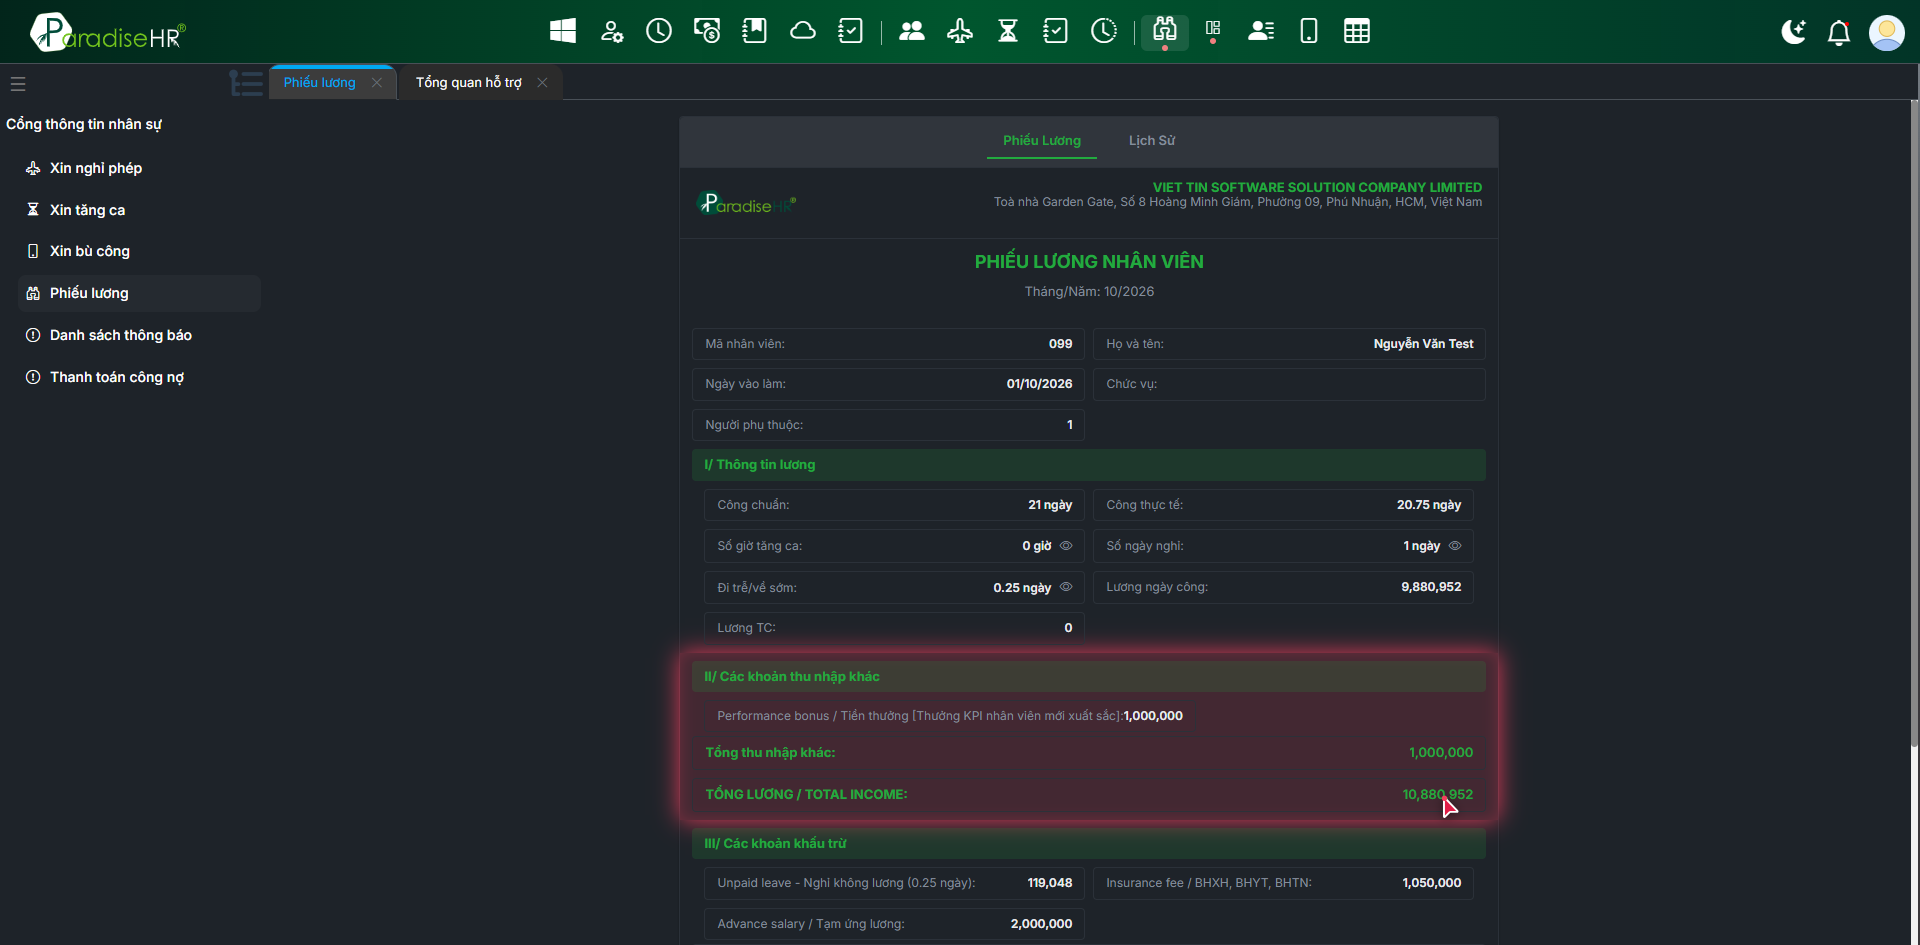 ParadiseHR®
Phiếu lương
Tổng quan hỗ trợ
Cổng thông tin nhân sự
Xin nghỉ phép
Xin tăng ca
Xin bù công
Phiếu lương
Danh sách thông báo
Thanh toán công nợ
Phiếu Lương
Lịch Sử
ParadiseHR®
VIET TIN SOFTWARE SOLUTION COMPANY LIMITED
Toà nhà Garden Gate, Số 8 Hoàng Minh Giám, Phường 09, Phú Nhuận, HCM, Việt Nam
PHIẾU LƯƠNG NHÂN VIÊN
Tháng/Năm: 10/2026
Mã nhân viên: 099
Họ và tên: Nguyễn Văn Test
Ngày vào làm: 01/10/2026
Chức vụ:
Người phụ thuộc: 1
I/ Thông tin lương
Công chuẩn: 21 ngày
Công thực tế: 20.75 ngày
Số giờ tăng ca: 0 giờ
Số ngày nghỉ: 1 ngày
Đi trễ/về sớm: 0.25 ngày
Lương ngày công: 9,880,952
Lương TC: 0
II/ Các khoản thu nhập khác
Performance bonus / Tiền thưởng [Thưởng KPI nhân viên mới xuất sắc]:1,000,000
Tổng thu nhập khác: 1,000,000
TỔNG LƯƠNG / TOTAL INCOME: 10,880,952
III/ Các khoản khấu trừ
Unpaid leave - Nghỉ không lương (0.25 ngày): 119,048
Insurance fee / BHXH, BHYT, BHTN: 1,050,000
Advance salary / Tạm ứng lương: 2,000,000